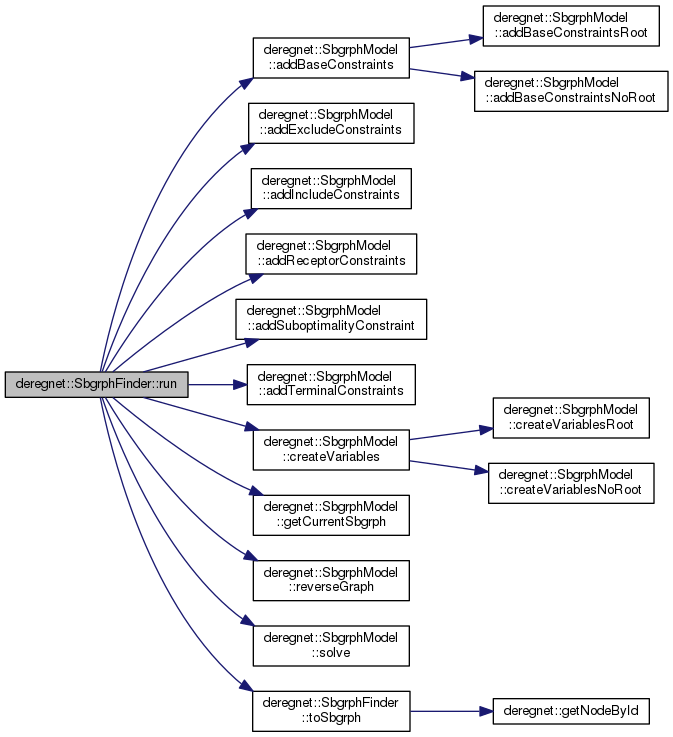 deregnet::SbgrphFinder::run
deregnet::SbgrphModel
::addBaseConstraints
deregnet::SbgrphModel
::addBaseConstraintsRoot
deregnet::SbgrphModel
::addBaseConstraintsNoRoot
deregnet::SbgrphModel
::addExcludeConstraints
deregnet::SbgrphModel
::addIncludeConstraints
deregnet::SbgrphModel
::addReceptorConstraints
deregnet::SbgrphModel
::addSuboptimalityConstraint
deregnet::SbgrphModel
::addTerminalConstraints
deregnet::SbgrphModel
::createVariables
deregnet::SbgrphModel
::createVariablesRoot
deregnet::SbgrphModel
::createVariablesNoRoot
deregnet::SbgrphModel
::getCurrentSbgrph
deregnet::SbgrphModel
::reverseGraph
deregnet::SbgrphModel
::solve
deregnet::SbgrphFinder
::toSbgrph
deregnet::getNodeById